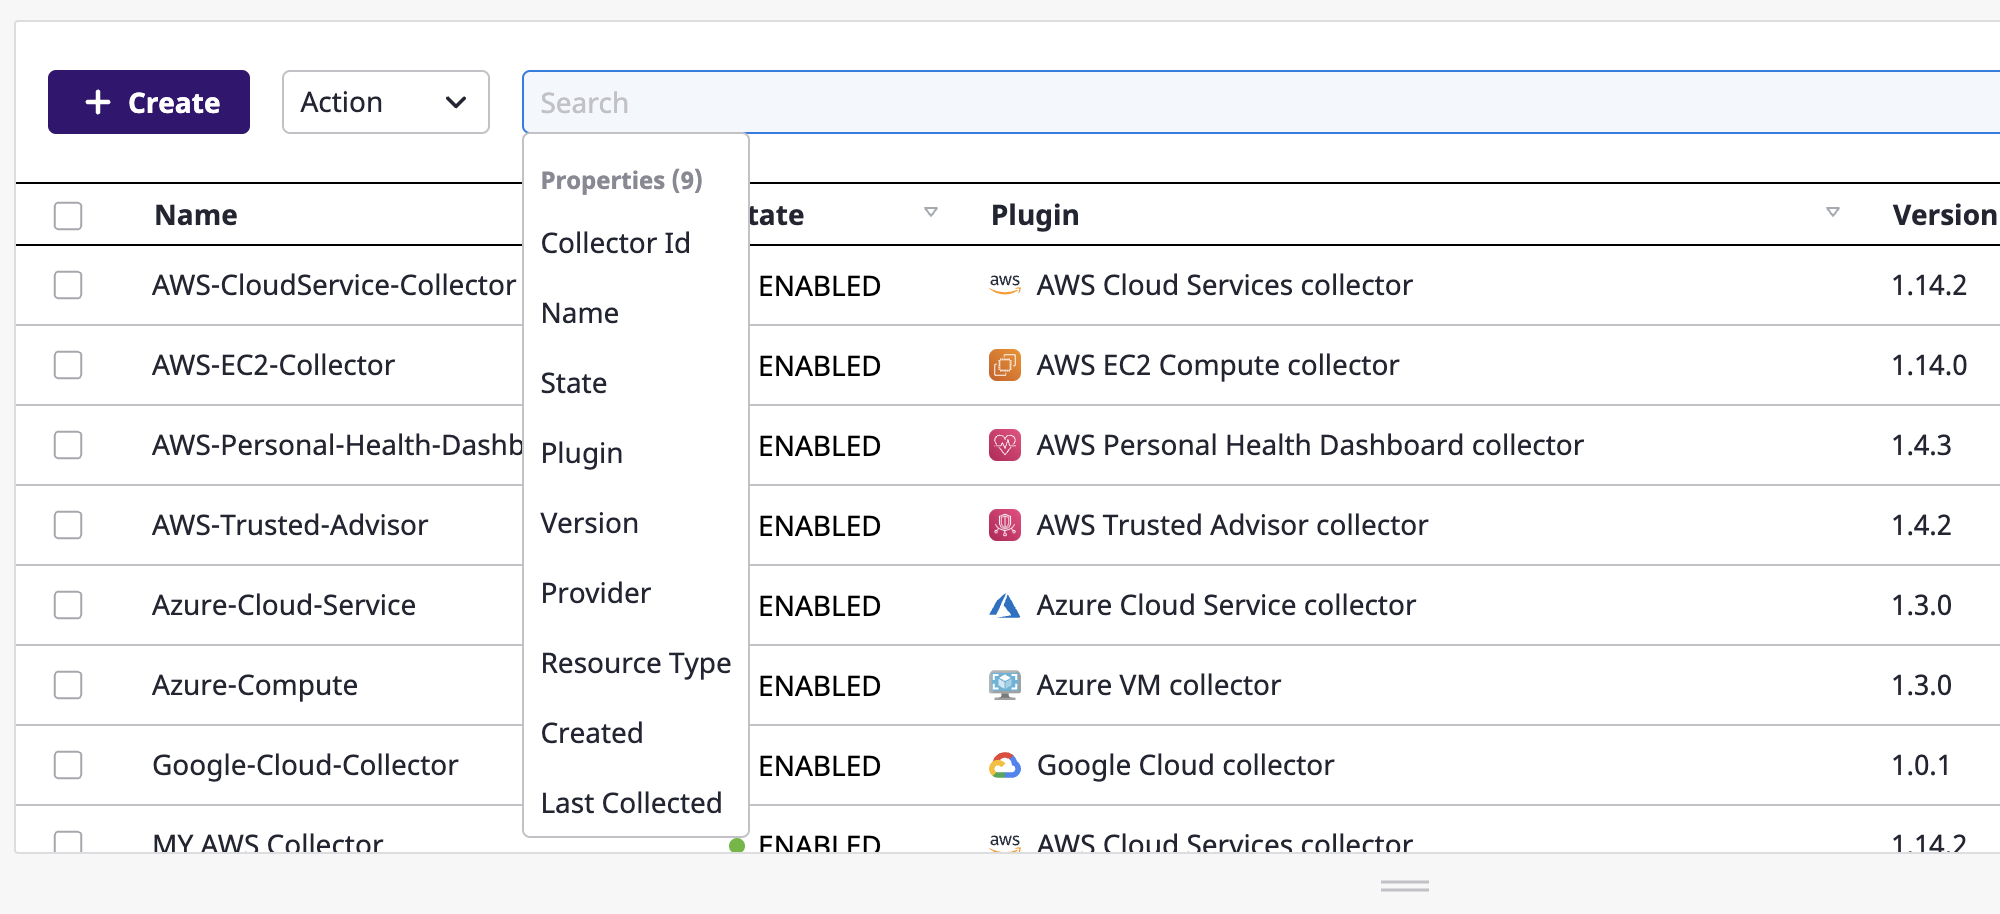 + Create Action Search
Properties (9)
Collector Id
Name
State
Plugin
Version
Provider
Resource Type
Created
Last Collected
Name tate Plugin Version
AWS-CloudService-Collector ENABLED aws AWS Cloud Services collector 1.14.2
AWS-EC2-Collector ENABLED AWS EC2 Compute collector 1.14.0
AWS-Personal-Health-Dashb ENABLED AWS Personal Health Dashboard collector 1.4.3
AWS-Trusted-Advisor ENABLED AWS Trusted Advisor collector 1.4.2
Azure-Cloud-Service ENABLED Azure Cloud Service collector 1.3.0
Azure-Compute ENABLED Azure VM collector 1.3.0
Google-Cloud-Collector ENABLED Google Cloud collector 1.0.1
MY AWS Collector ENABLED aws AWS Cloud Services collector 1.14.2